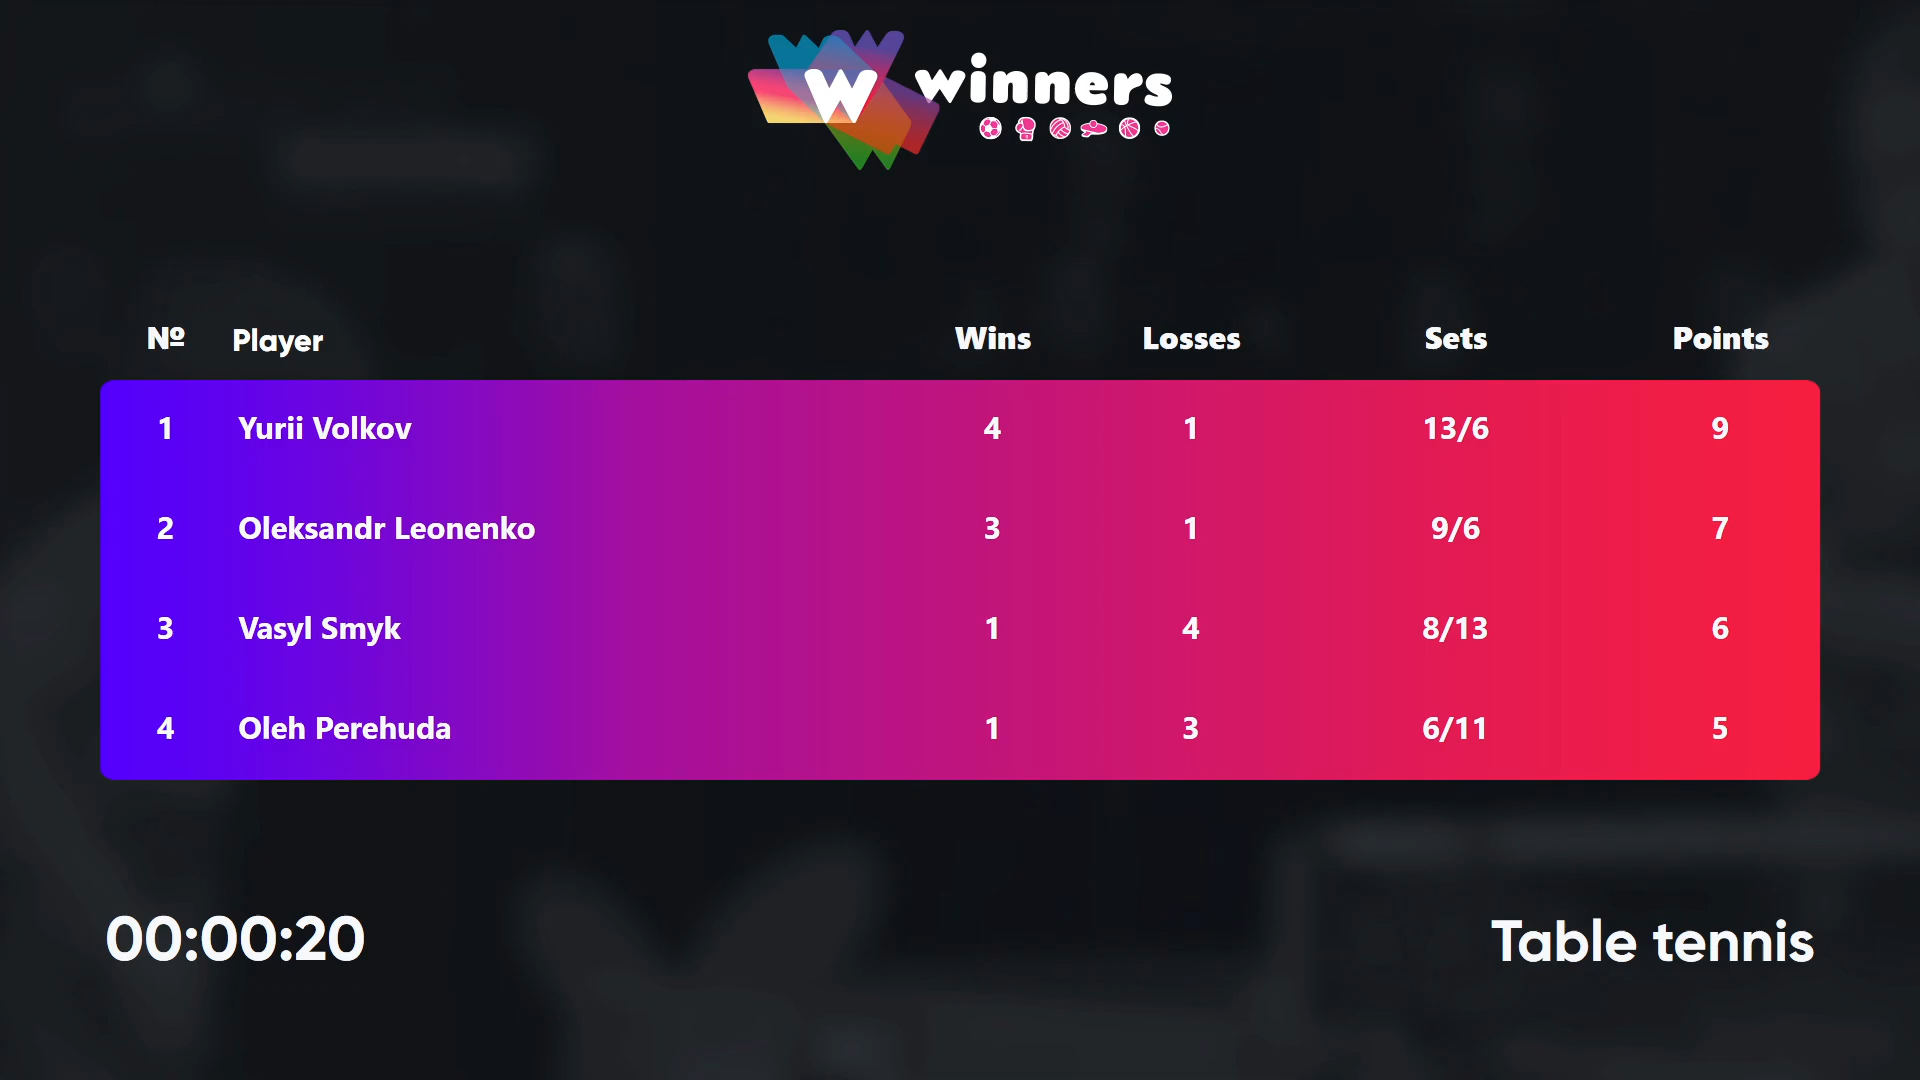 W winners
Nº Player Wins Losses Sets Points
1 Yurii Volkov 4 1 13/6 9
2 Oleksandr Leonenko 3 1 9/6 7
3 Vasyl Smyk 1 4 8/13 6
4 Oleh Perehuda 1 3 6/11 5
00:00:20 Table tennis